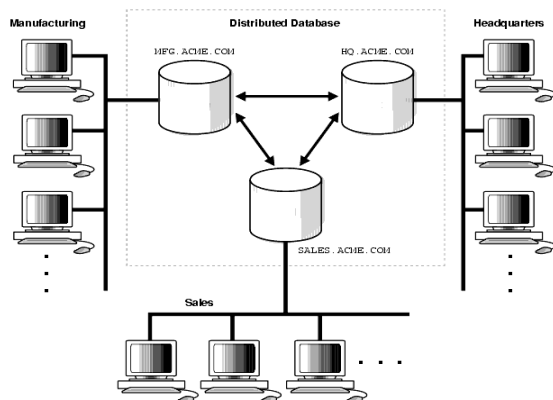 Manufacturing
Distributed Database
Headquarters
MFG.ACME.COM
HQ.ACME.COM
SALES.ACME.COM
Sales